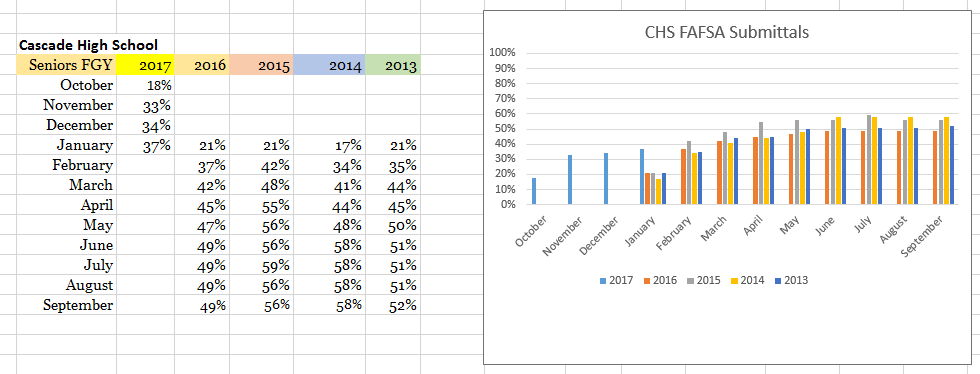 Cascade High School
Seniors FGY 2017 2016 2015 2014 2013
October 18%
November 33%
December 34%
January 37% 21% 21% 17% 21%
February 37% 42% 34% 35%
March 42% 48% 41% 44%
April 45% 55% 44% 45%
May 47% 56% 48% 50%
June 49% 56% 58% 51%
July 49% 59% 58% 51%
August 49% 56% 58% 51%
September 49% 56% 58% 52%
CHS FAFSA Submittals
100%
90%
80%
70%
60%
50%
40%
30%
20%
10%
0%
October November December January February March April May June July August September
2017 2016 2015 2014 2013